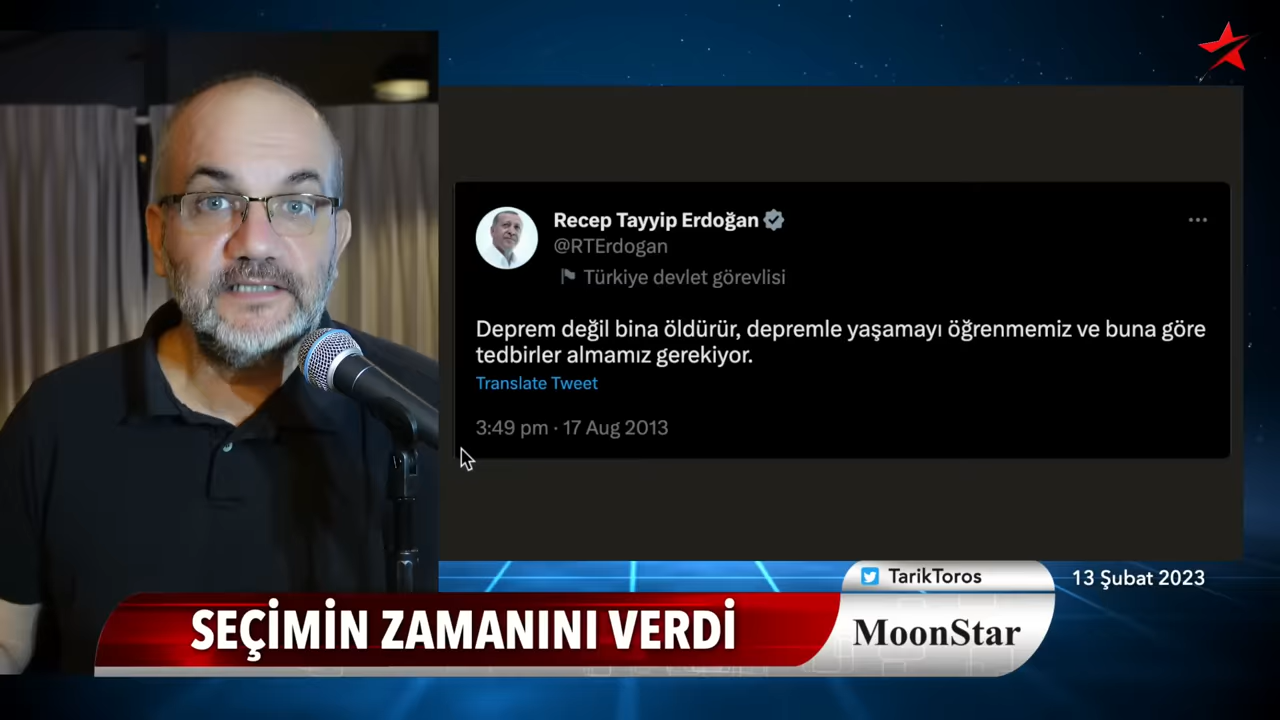 Recep Tayyip Erdoğan
@RTErdogan
Türkiye devlet görevlisi
Deprem değil bina öldürür, depremle yaşamayı öğrenmemiz ve buna göre
tedbirler almamız gerekiyor.
Translate Tweet
3:49 pm · 17 Aug 2013
TarikToros
13 Şubat 2023
SEÇİMİN ZAMANINI VERDİ
MoonStar